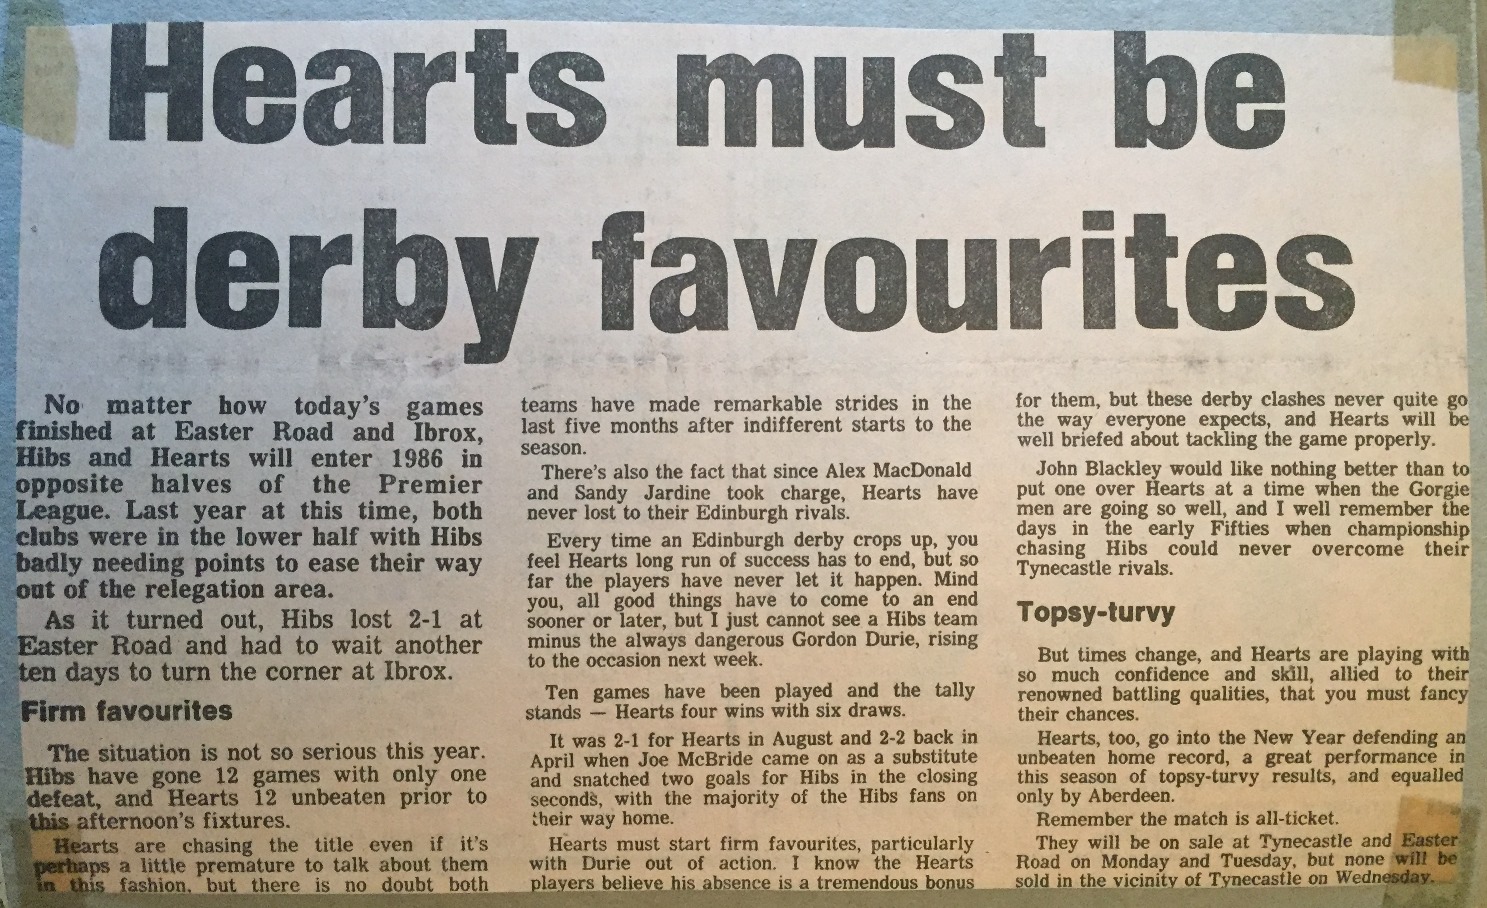 Hearts must be
derby favourites
No matter how today's games
finished at Easter Road and Ibrox,
Hibs and Hearts will enter 1986 in
opposite halves of the Premier
League. Last year at this time, both
clubs were in the lower half with Hibs
badly needing points to ease their way
out of the relegation area.
As it turned out, Hibs lost 2-1 at
Easter Road and had to wait another
ten days to turn the corner at Ibrox.
Firm favourites
The situation is not so serious this year.
Hibs have gone 12 games with only one
defeat, and Hearts 12 unbeaten prior to
this afternoon's fixtures.
Hearts are chasing the title even if it's
perhaps a little premature to talk about them
in this fashion, but there is no doubt both
teams have made remarkable strides in the
last five months after indifferent starts to the
season.
There's also the fact that since Alex MacDonald
and Sandy Jardine took charge, Hearts have
never lost to their Edinburgh rivals.
Every time an Edinburgh derby crops up, you
feel Hearts long run of success has to end, but so
far the players have never let it happen. Mind
you, all good things have to come to an end
sooner or later, but I just cannot see a Hibs team
minus the always dangerous Gordon Durie, rising
to the occasion next week.
Ten games have been played and the tally
stands — Hearts four wins with six draws.
It was 2-1 for Hearts in August and 2-2 back in
April when Joe McBride came on as a substitute
and snatched two goals for Hibs in the closing
seconds, with the majority of the Hibs fans on
their way home.
Hearts must start firm favourites, particularly
with Durie out of action. I know the Hearts
players believe his absence is a tremendous bonus
for them, but these derby clashes never quite go
the way everyone expects, and Hearts will be
well briefed about tackling the game properly.
John Blackley would like nothing better than to
put one over Hearts at a time when the Gorgie
men are going so well, and I well remember the
days in the early Fifties when championship
chasing Hibs could never overcome their
Tynecastle rivals.
Topsy-turvy
But times change, and Hearts are playing with
so much confidence and skill, allied to their
renowned battling qualities, that you must fancy
their chances.
Hearts, too, go into the New Year defending an
unbeaten home record, a great performance in
this season of topsy-turvy results, and equalled
only by Aberdeen.
Remember the match is all-ticket.
They will be on sale at Tynecastle and Easter
Road on Monday and Tuesday, but none will be
sold in the vicinity of Tynecastle on Wednesday.